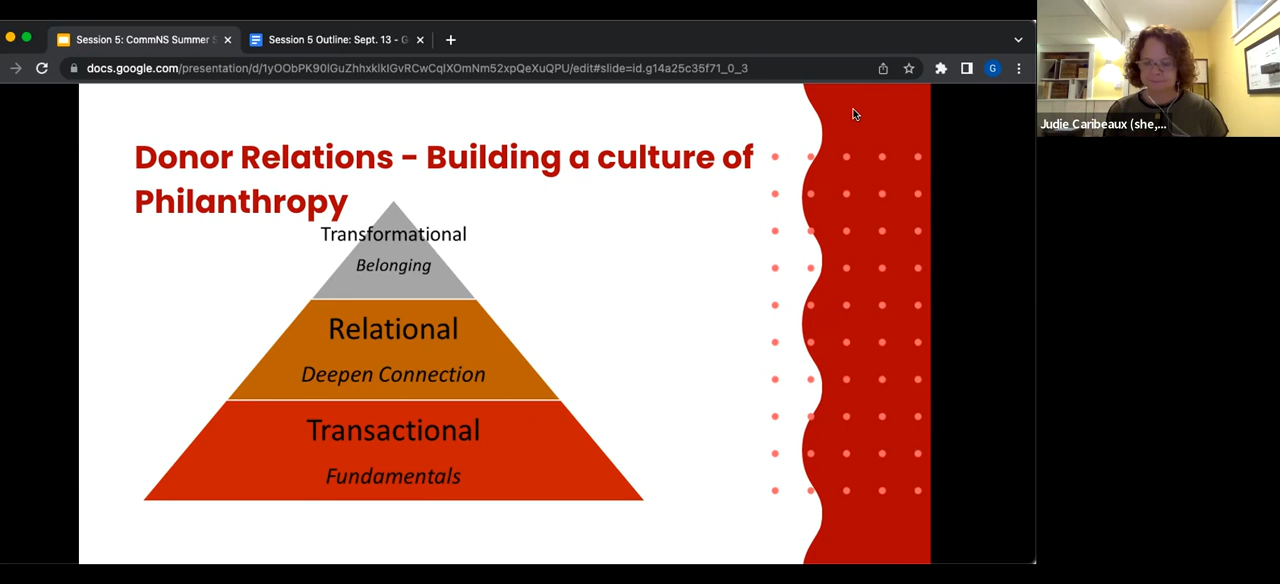 Session 5: CommNS Summer S
Session 5 Outline: Sept. 13 - G
docs.google.com/presentation/d/1yOObPK90lGuZhhxklklGvRCwCqlXOmNm52xpQeXuQPU/edit#slide=id.g14a25c35f71_0_3
G
Judie Caribeaux (she,...
Donor Relations - Building a culture of
Philanthropy
Transformational
Belonging
Relational
Deepen Connection
Transactional
Fundamentals